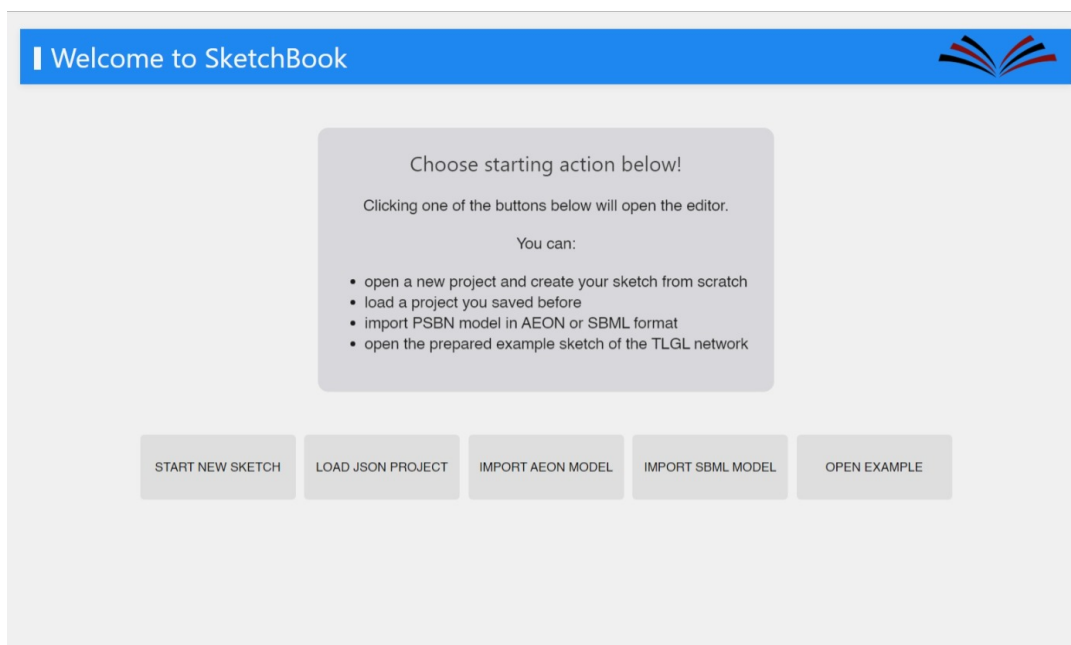 Welcome to SketchBook
Choose starting action below!
Clicking one of the buttons below will open the editor.
You can:
• open a new project and create your sketch from scratch
• load a project you saved before
• import PSBN model in AEON or SBML format
• open the prepared example sketch of the TLGL network
START NEW SKETCH
LOAD JSON PROJECT
IMPORT AEON MODEL
IMPORT SBML MODEL
OPEN EXAMPLE